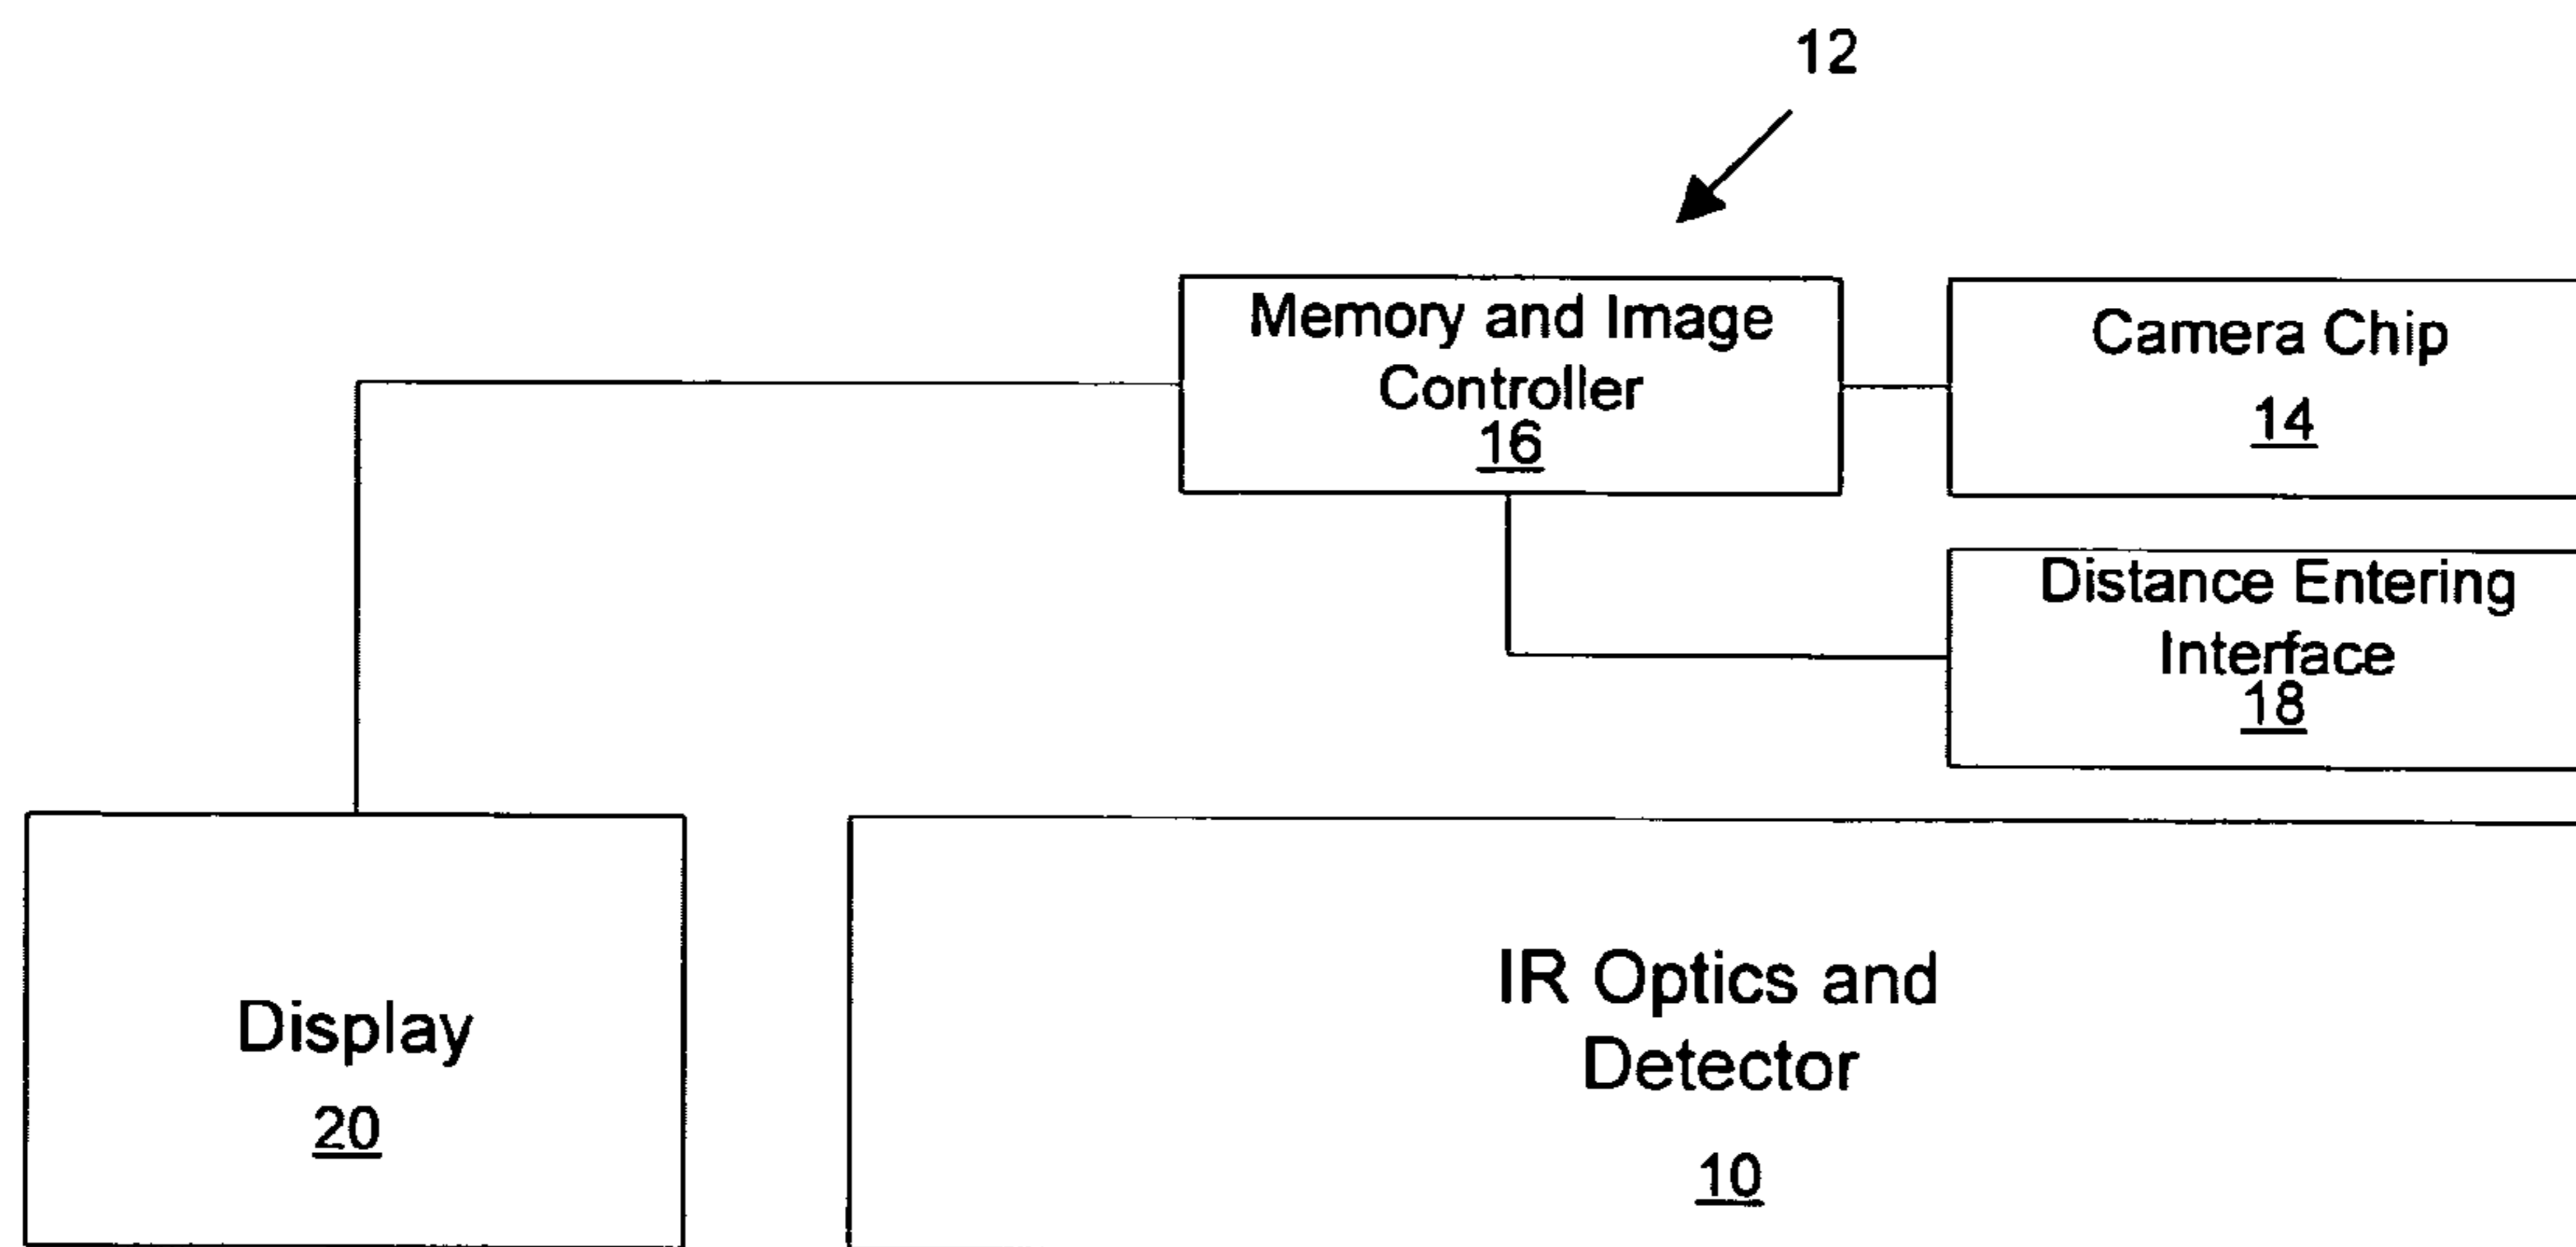 12
Memory and Image
Controller
16
Camera Chip
14
Distance Entering
Interface
18
Display
20
IR Optics and
Detector
10